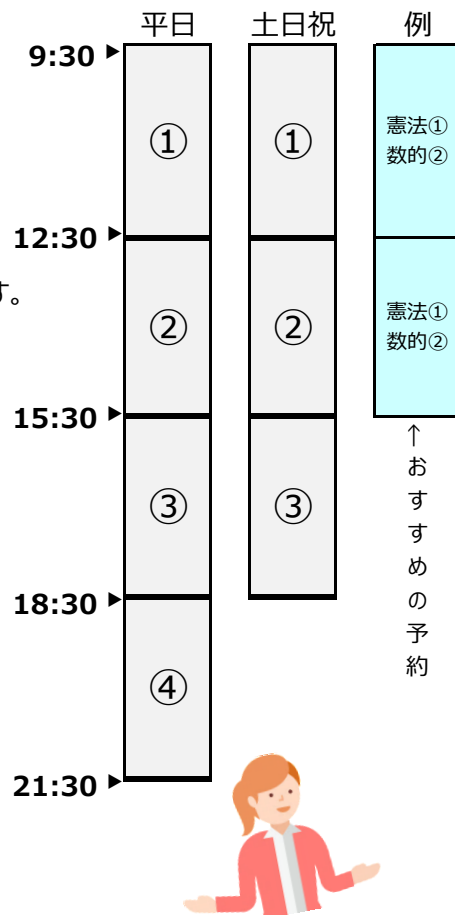 平日 土日祝 例
9:30
① ① 憲法①
数的②
12:30
す。
② ② 憲法①
数的②
15:30
↑おすすめの予約
③ ③
18:30
④
21:30